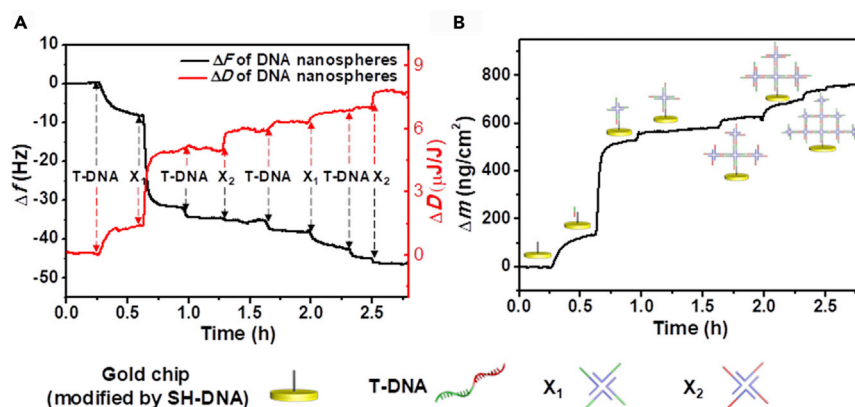 A
B
ΔF of DNA nanospheres
ΔD of DNA nanospheres
10
0
-10
-20
-30
-40
-50
Δf (Hz)
T-DNA X1 T-DNA X2 T-DNA X1 T-DNA X2
9
6
3
0
ΔD (μJ/J)
0.0 0.5 1.0 1.5 2.0 2.5
Time (h)
800
600
400
200
0
Δm (ng/cm²)
0.0 0.5 1.0 1.5 2.0 2.5
Time (h)
Gold chip
(modified by SH-DNA)
T-DNA
X₁
X₂